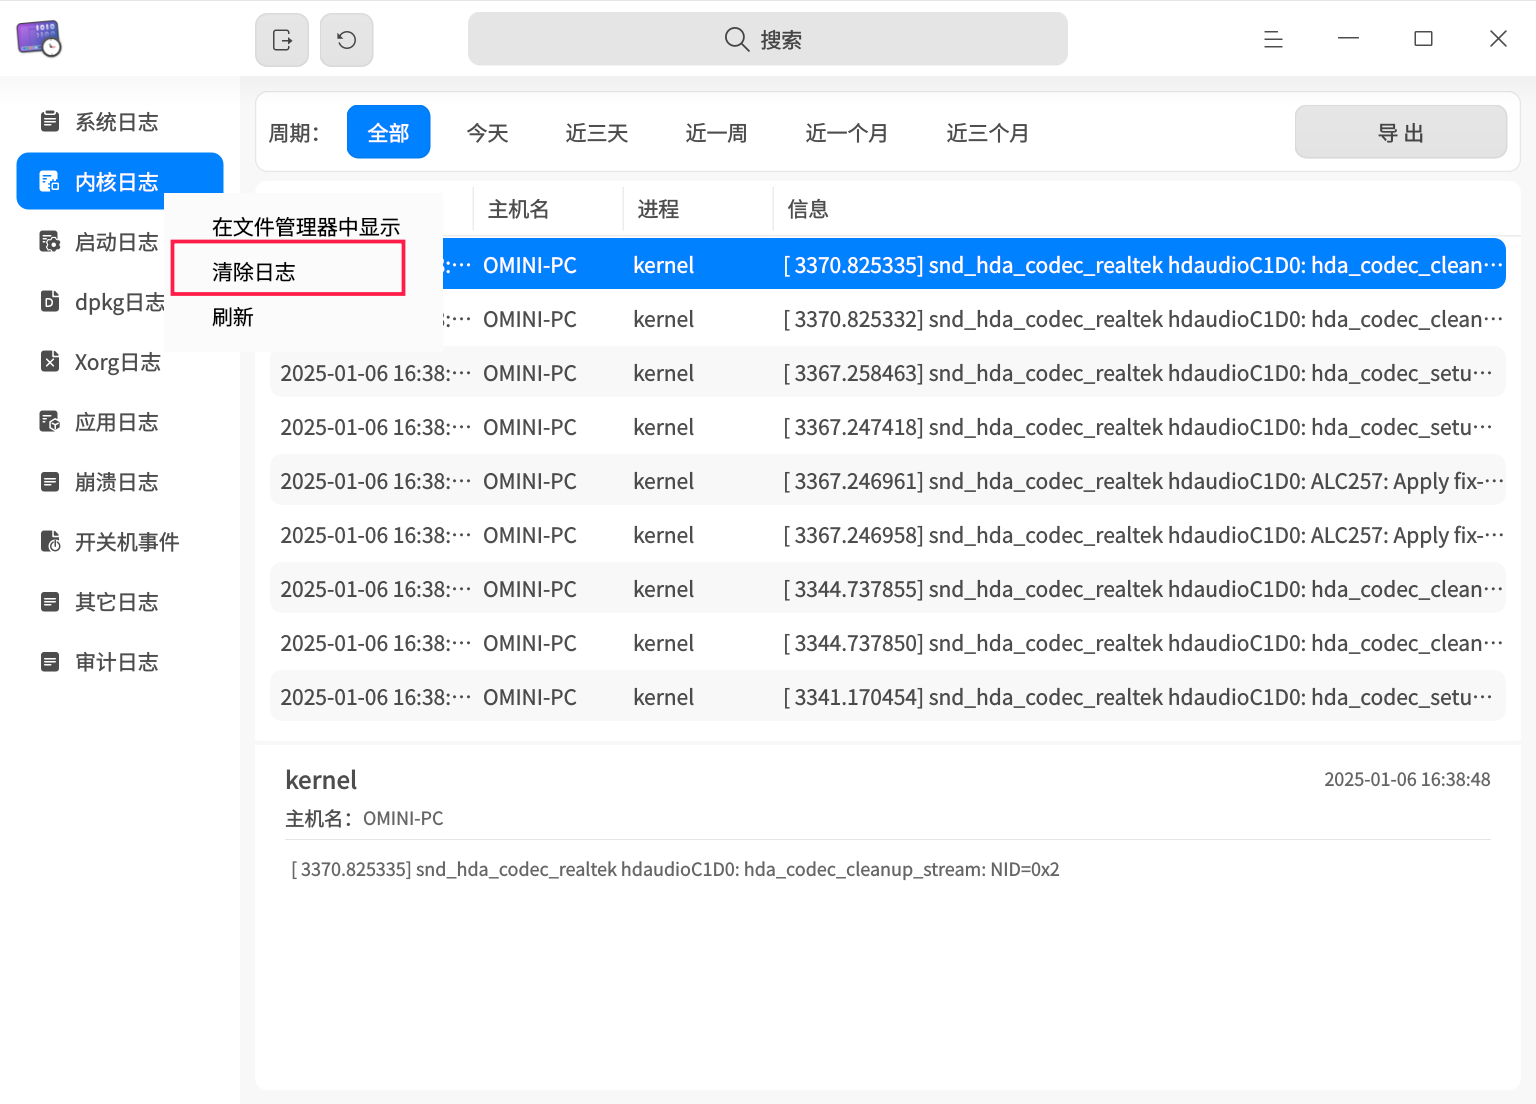 搜索
系统日志
内核日志
启动日志
dpkg日志
Xorg日志
应用日志
崩溃日志
开关机事件
其它日志
审计日志
在文件管理器中显示
清除日志
刷新
周期： 全部 今天 近三天 近一周 近一个月 近三个月 导 出
主机名 进程 信息
:··· OMINI-PC kernel [ 3370.825335] snd_hda_codec_realtek hdaudioC1D0: hda_codec_clean···
:··· OMINI-PC kernel [ 3370.825332] snd_hda_codec_realtek hdaudioC1D0: hda_codec_clean···
2025-01-06 16:38:··· OMINI-PC kernel [ 3367.258463] snd_hda_codec_realtek hdaudioC1D0: hda_codec_setu···
2025-01-06 16:38:··· OMINI-PC kernel [ 3367.247418] snd_hda_codec_realtek hdaudioC1D0: hda_codec_setu···
2025-01-06 16:38:··· OMINI-PC kernel [ 3367.246961] snd_hda_codec_realtek hdaudioC1D0: ALC257: Apply fix-···
2025-01-06 16:38:··· OMINI-PC kernel [ 3367.246958] snd_hda_codec_realtek hdaudioC1D0: ALC257: Apply fix-···
2025-01-06 16:38:··· OMINI-PC kernel [ 3344.737855] snd_hda_codec_realtek hdaudioC1D0: hda_codec_clean···
2025-01-06 16:38:··· OMINI-PC kernel [ 3344.737850] snd_hda_codec_realtek hdaudioC1D0: hda_codec_clean···
2025-01-06 16:38:··· OMINI-PC kernel [ 3341.170454] snd_hda_codec_realtek hdaudioC1D0: hda_codec_setu···
kernel 2025-01-06 16:38:48
主机名： OMINI-PC
[ 3370.825335] snd_hda_codec_realtek hdaudioC1D0: hda_codec_cleanup_stream: NID=0x2